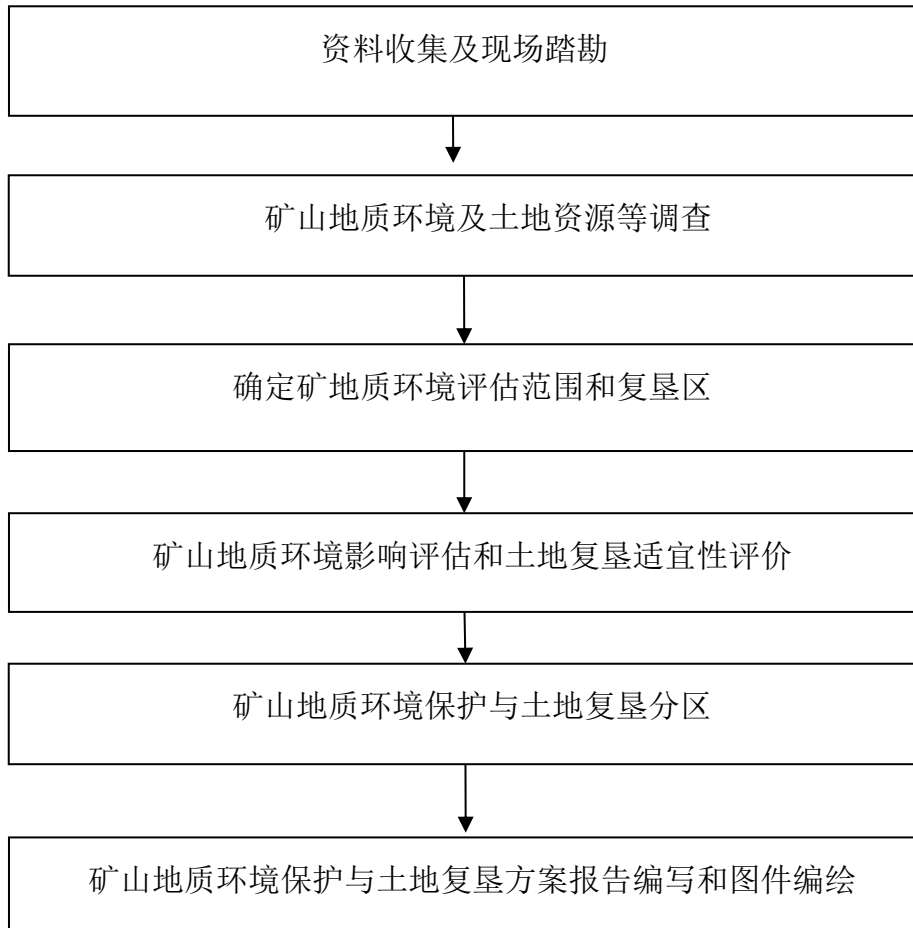 资料收集及现场踏勘
矿山地质环境及土地资源等调查
确定矿地质环境评估范围和复垦区
矿山地质环境影响评估和土地复垦适宜性评价
矿山地质环境保护与土地复垦分区
矿山地质环境保护与土地复垦方案报告编写和图件编绘